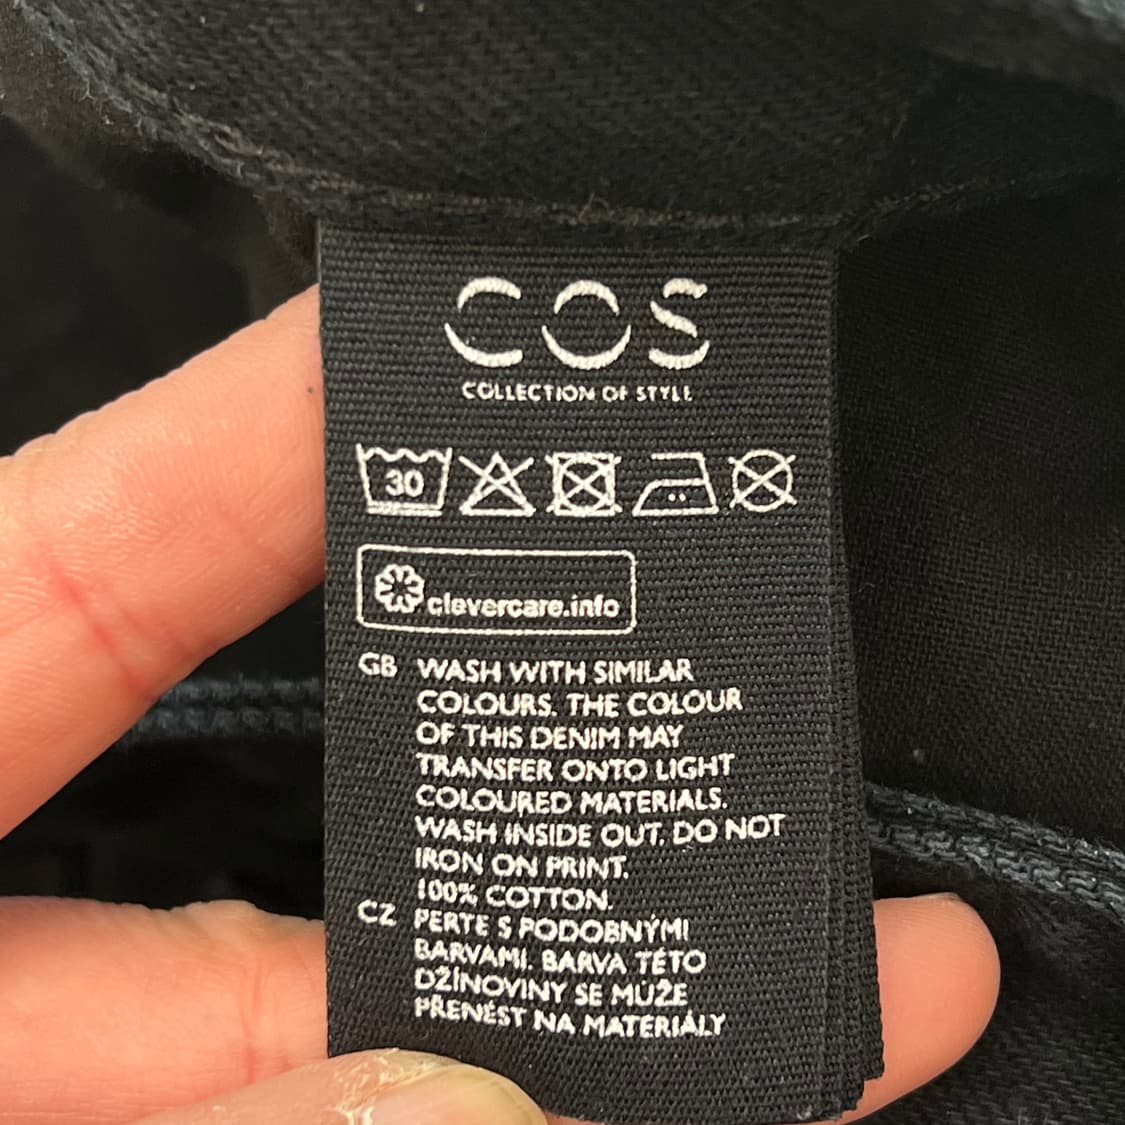 COS
COLLECTION OF STYLE
30
clevercare.info
GB WASH WITH SIMILAR
COLOURS. THE COLOUR
OF THIS DENIM MAY
TRANSFER ONTO LIGHT
COLOURED MATERIALS.
WASH INSIDE OUT. DO NOT
IRON ON PRINT.
100% COTTON.
CZ PERTE S PODOBNÝMI
BARVAMI. BARVA TÉTO
DŽÍNOVINY SE MŮŽE
PŘENÉST NA MATERIÁLY